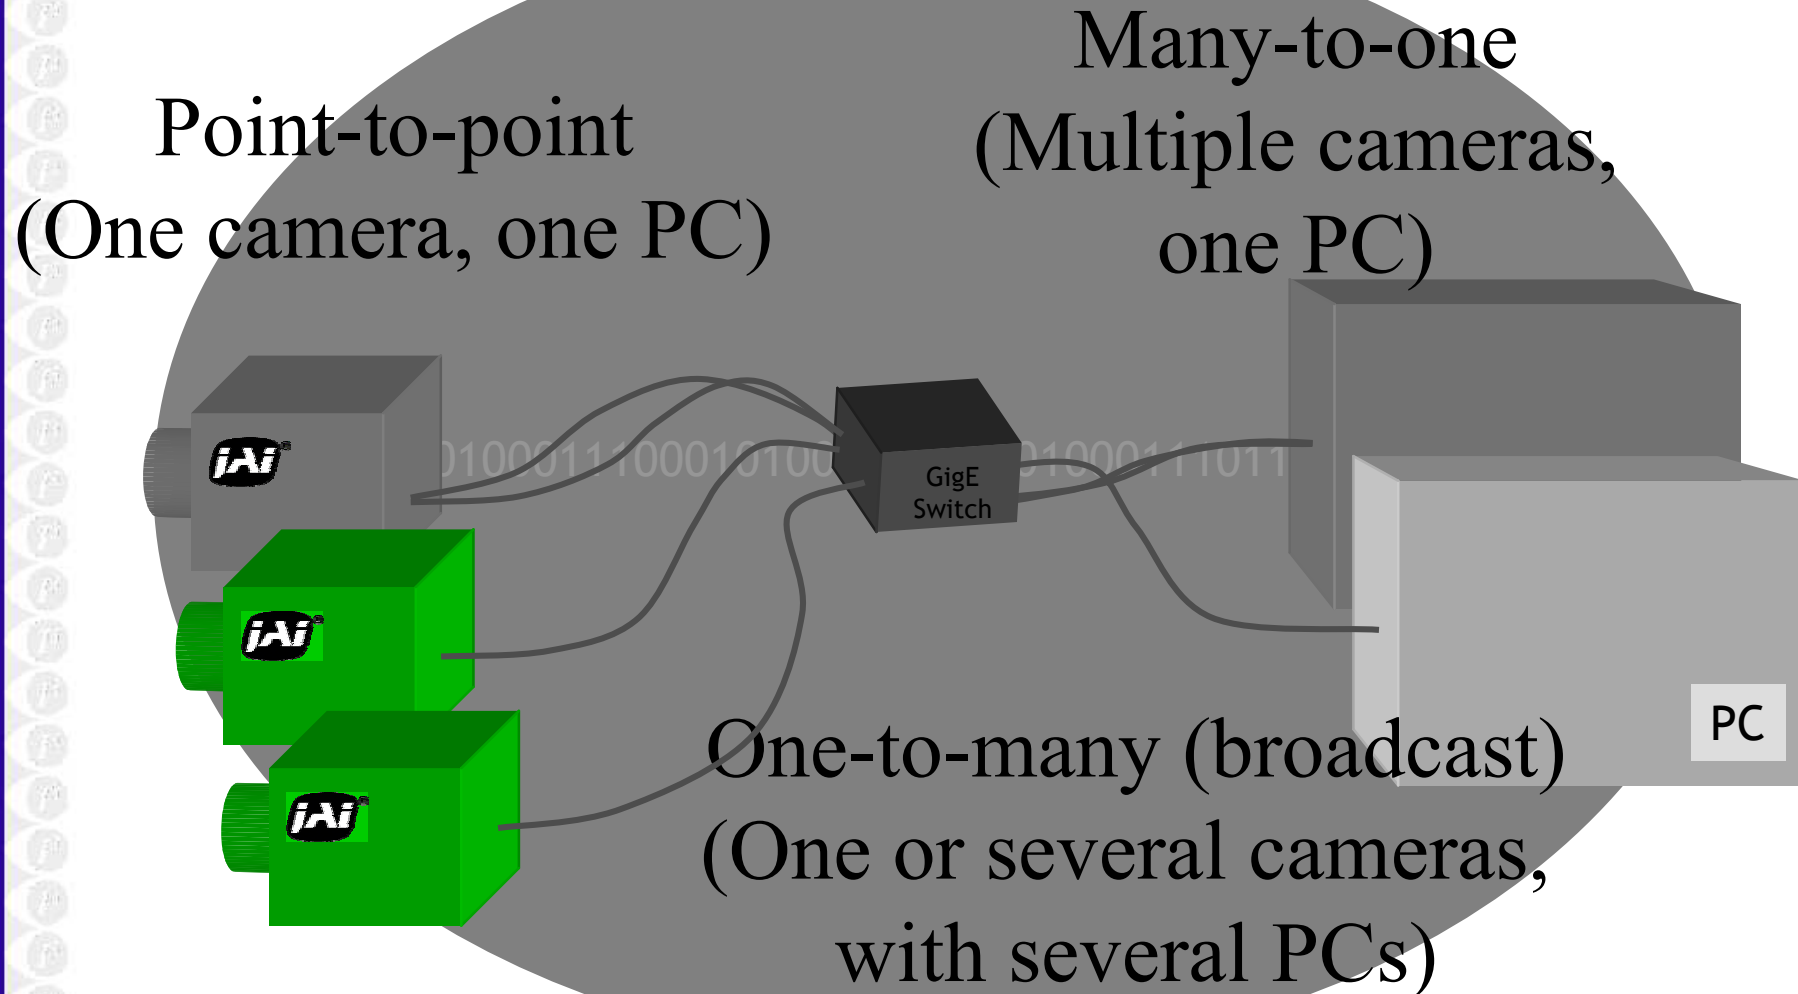 Point-to-point
(One camera, one PC)
Many-to-one
(Multiple cameras,
one PC)
jAi
jAi
jAi
GigE
Switch
PC
One-to-many (broadcast)
(One or several cameras,
with several PCs)